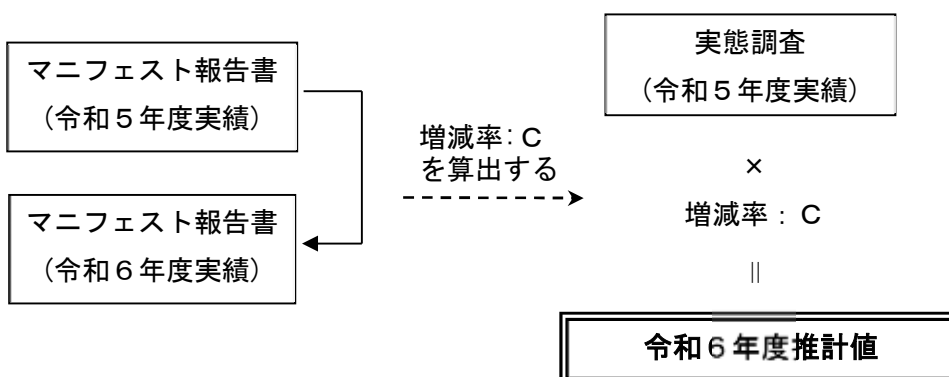 マニフェスト報告書
（令和５年度実績）
マニフェスト報告書
（令和６年度実績）
増減率：C
を算出する
実態調査
（令和５年度実績）
×
増減率：C
||
令和６年度推計値